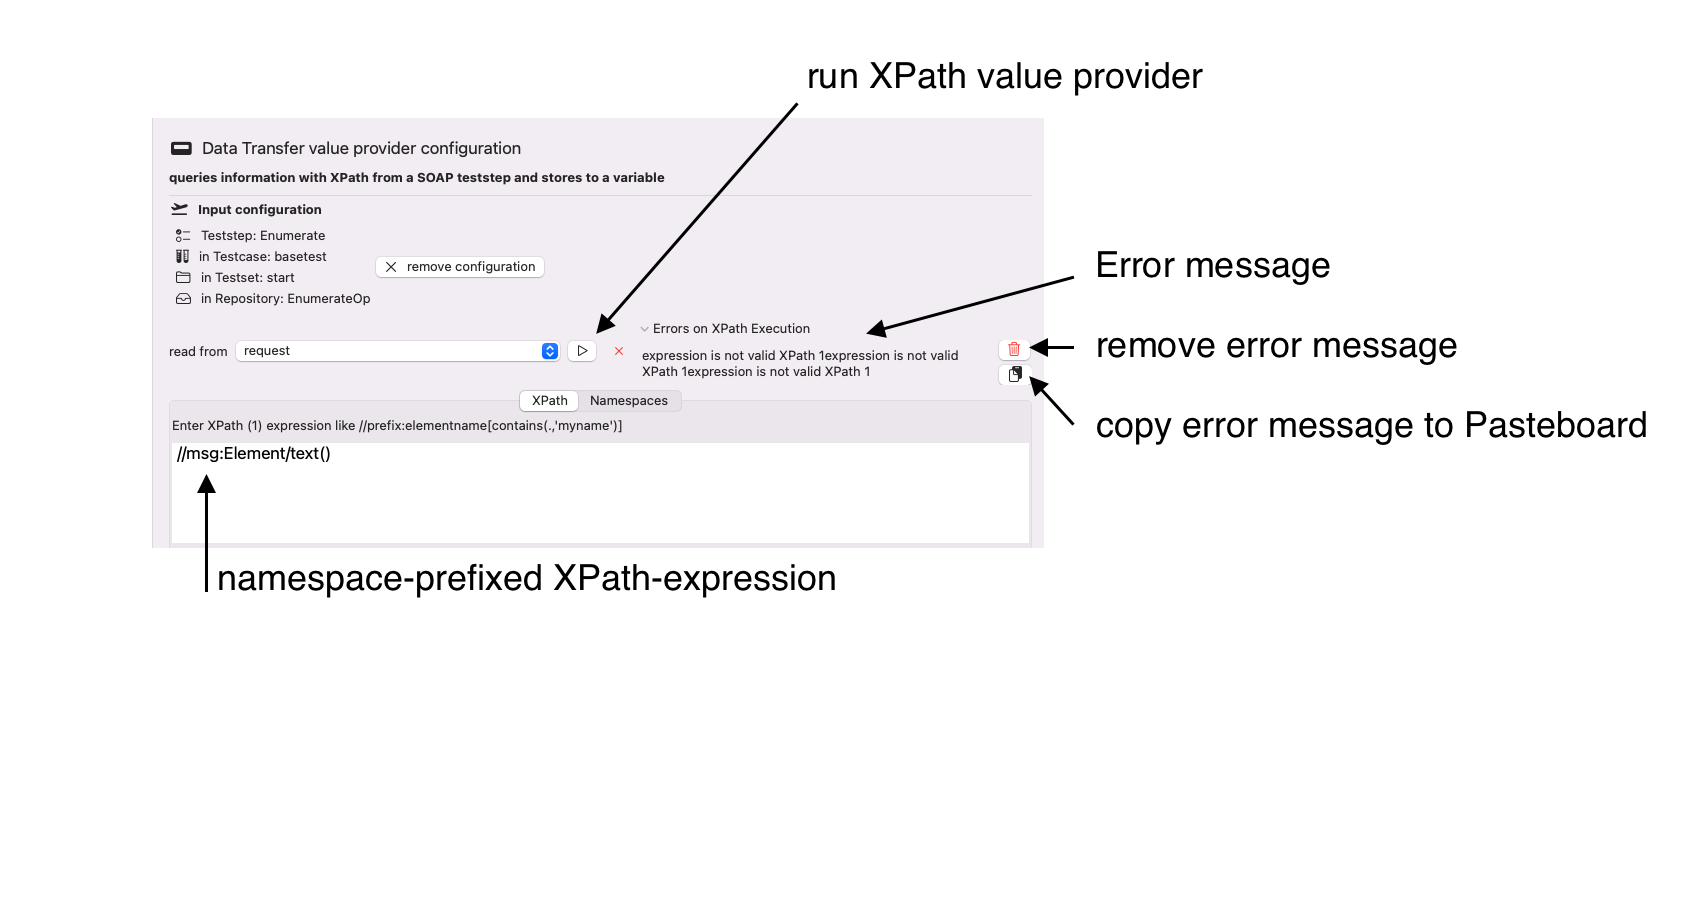 run XPath value provider
Data Transfer value provider configuration
queries information with XPath from a SOAP teststep and stores to a variable
Input configuration
Teststep: Enumerate
in Testcase: basetest
remove configuration
in Testset: start
in Repository: EnumerateOp
Error message
Errors on XPath Execution
read from
request
expression is not valid XPath 1expression is not valid
XPath 1expression is not valid XPath 1
remove error message
XPath
Namespaces
copy error message to Pasteboard
Enter XPath (1) expression like //prefix:elementname[contains(.,'myname')]
//msg:Element/text()
namespace-prefixed XPath-expression